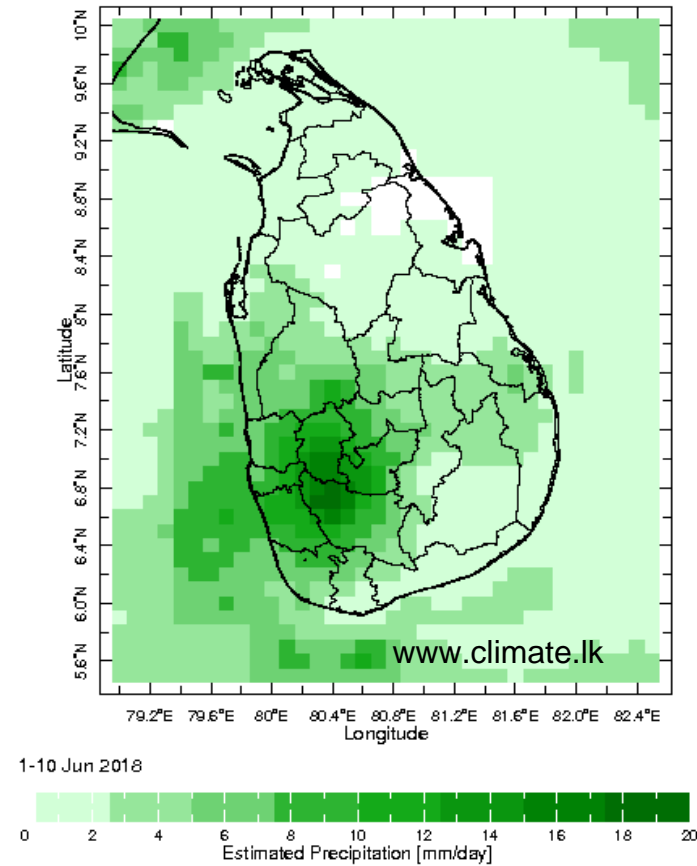 10°N
9.6°N
9.2°N
8.8°N
8.4°N
8°N
7.6°N
7.2°N
6.8°N
6.4°N
6.0°N
5.6°N
Latitude
www.climate.lk
79.2°E 79.6°E 80°E 80.4°E 80.8°E 81.2°E 81.6°E 82.0°E 82.4°E
Longitude
1-10 Jun 2018
0 2 4 6 8 10 12 14 16 18 20
Estimated Precipitation [mm/day]